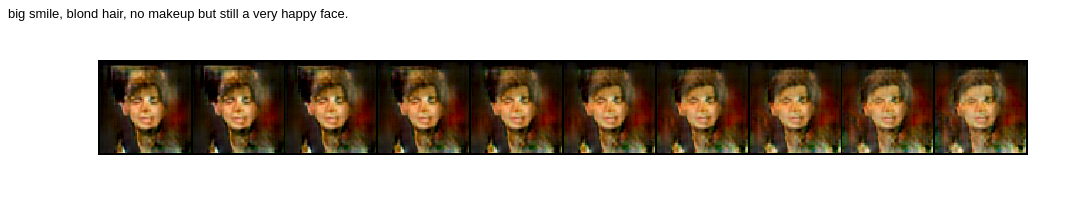 big smile, blond hair, no makeup but still a very happy face.